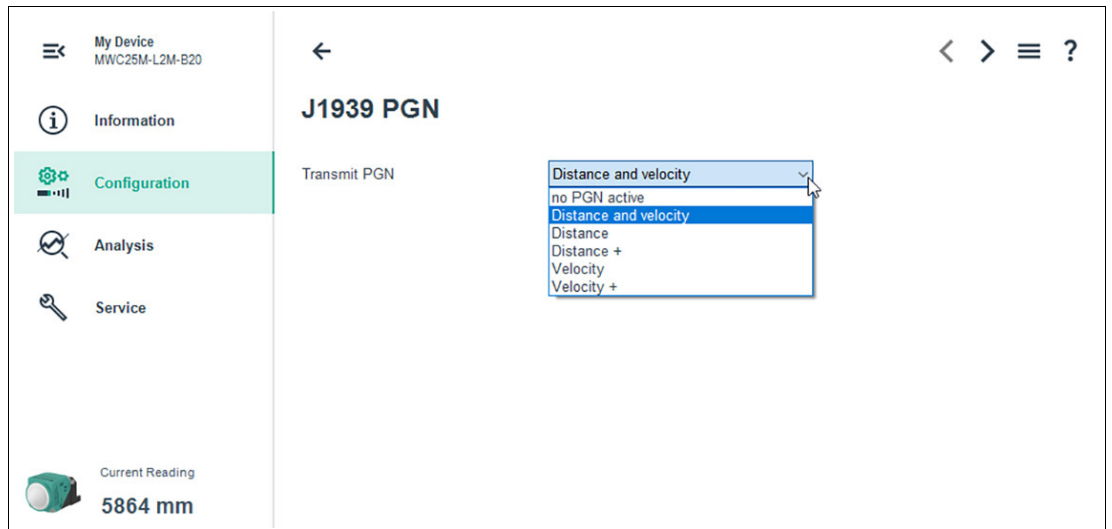 My Device
MWC25M-L2M-B20
Information
Configuration
Analysis
Service
Current Reading
5864 mm
?
J1939 PGN
Transmit PGN
Distance and velocity
no PGN active
Distance and velocity
Distance
Distance +
Velocity
Velocity +